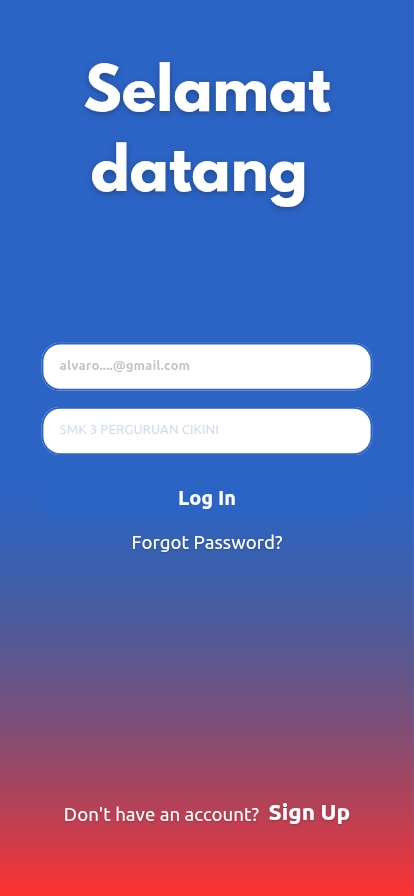 Selamat
datang
alvaro....@gmail.com
SMK 3 PERGURUAN CIKINI
Log In
Forgot Password?
Don't have an account? Sign Up